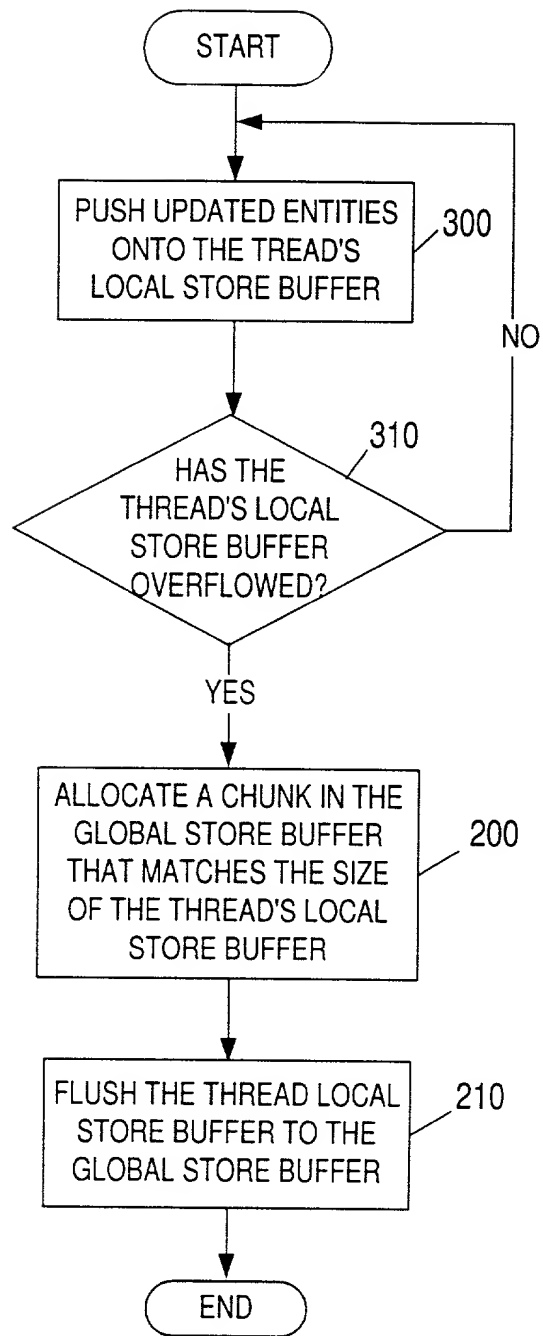 START
PUSH UPDATED ENTITIES
ONTO THE TREAD'S
LOCAL STORE BUFFER
300
NO
310
HAS THE
THREAD'S LOCAL
STORE BUFFER
OVERFLOWED?
YES
ALLOCATE A CHUNK IN THE
GLOBAL STORE BUFFER
THAT MATCHES THE SIZE
OF THE THREAD'S LOCAL
STORE BUFFER
200
FLUSH THE THREAD LOCAL
STORE BUFFER TO THE
GLOBAL STORE BUFFER
210
END